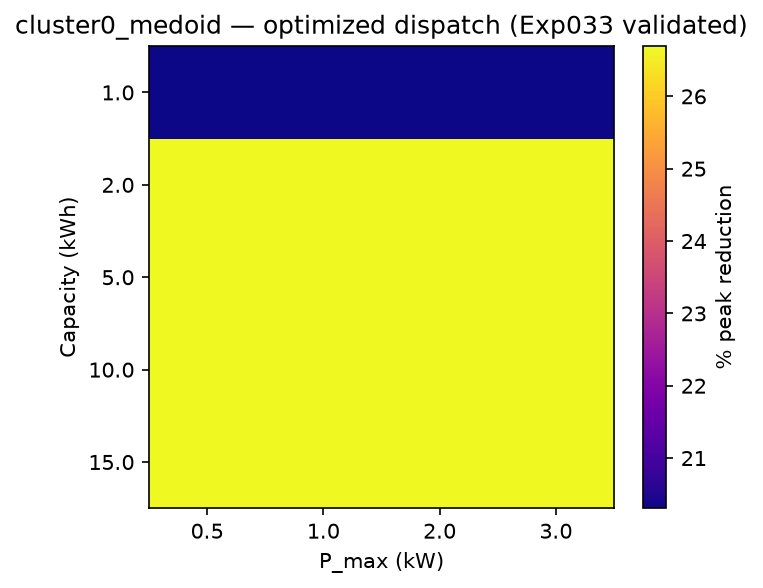 cluster0_medoid — optimized dispatch (Exp033 validated)
1.0
2.0
5.0
10.0
15.0
Capacity (kWh)
0.5 1.0 2.0 3.0
P_max (kW)
26
25
24
23
22
21
% peak reduction